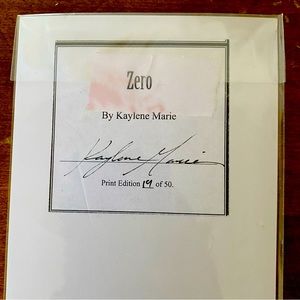 Zero
By Kaylene Marie
Kaylene Marie
Print Edition 19 of 50.